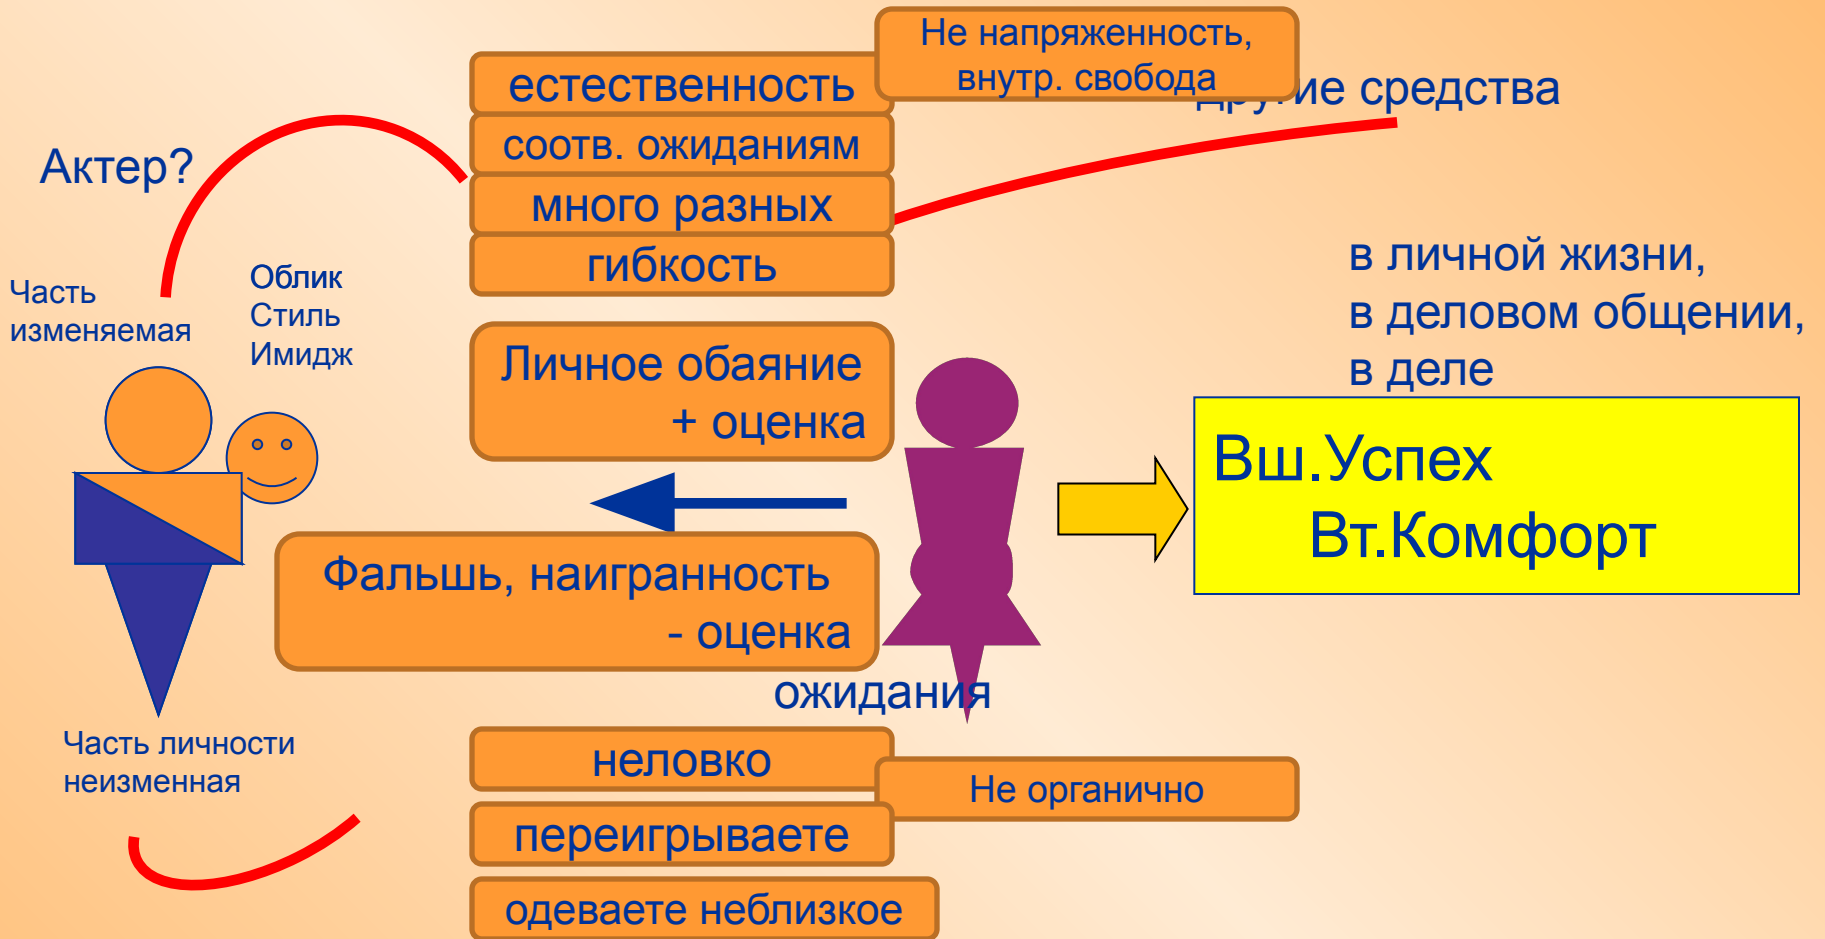 Не напряженность,
внутр. свобода
естественность
другие средства
соотв. ожиданиям
Актер?
много разных
гибкость
в личной жизни,
в деловом общении,
в деле
Часть
изменяемая
Облик
Стиль
Имидж
Личное обаяние
+ оценка
Вш.Успех
Вт.Комфорт
Фальшь, наигранность
- оценка
ожидания
Часть личности
неизменная
неловко
Не органично
переигрываете
одеваете неблизкое